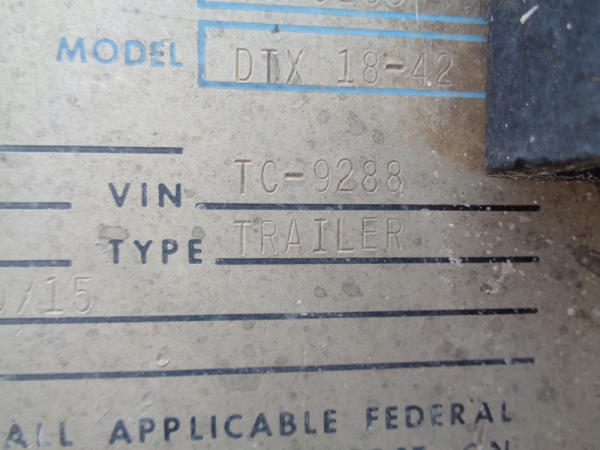 MODEL DTX 18-42
VIN TC-9288
TYPE TRAILER
/15
ALL APPLICABLE FEDERAL